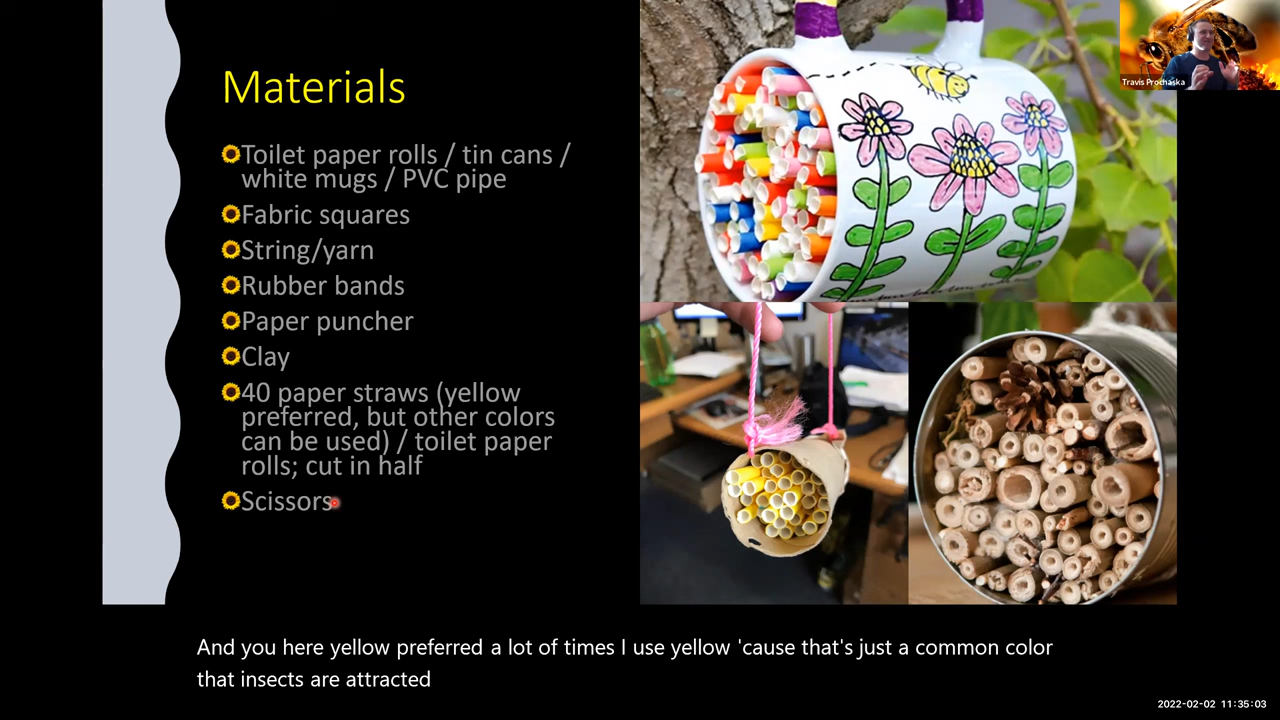 Materials
Toilet paper rolls / tin cans /
white mugs / PVC pipe
Fabric squares
String/yarn
Rubber bands
Paper puncher
Clay
40 paper straws (yellow
preferred, but other colors
can be used) / toilet paper
rolls; cut in half
Scissors
Travis Prochaska
And you here yellow preferred a lot of times I use yellow 'cause that's just a common color
that insects are attracted
2022-02-02 11:35:03